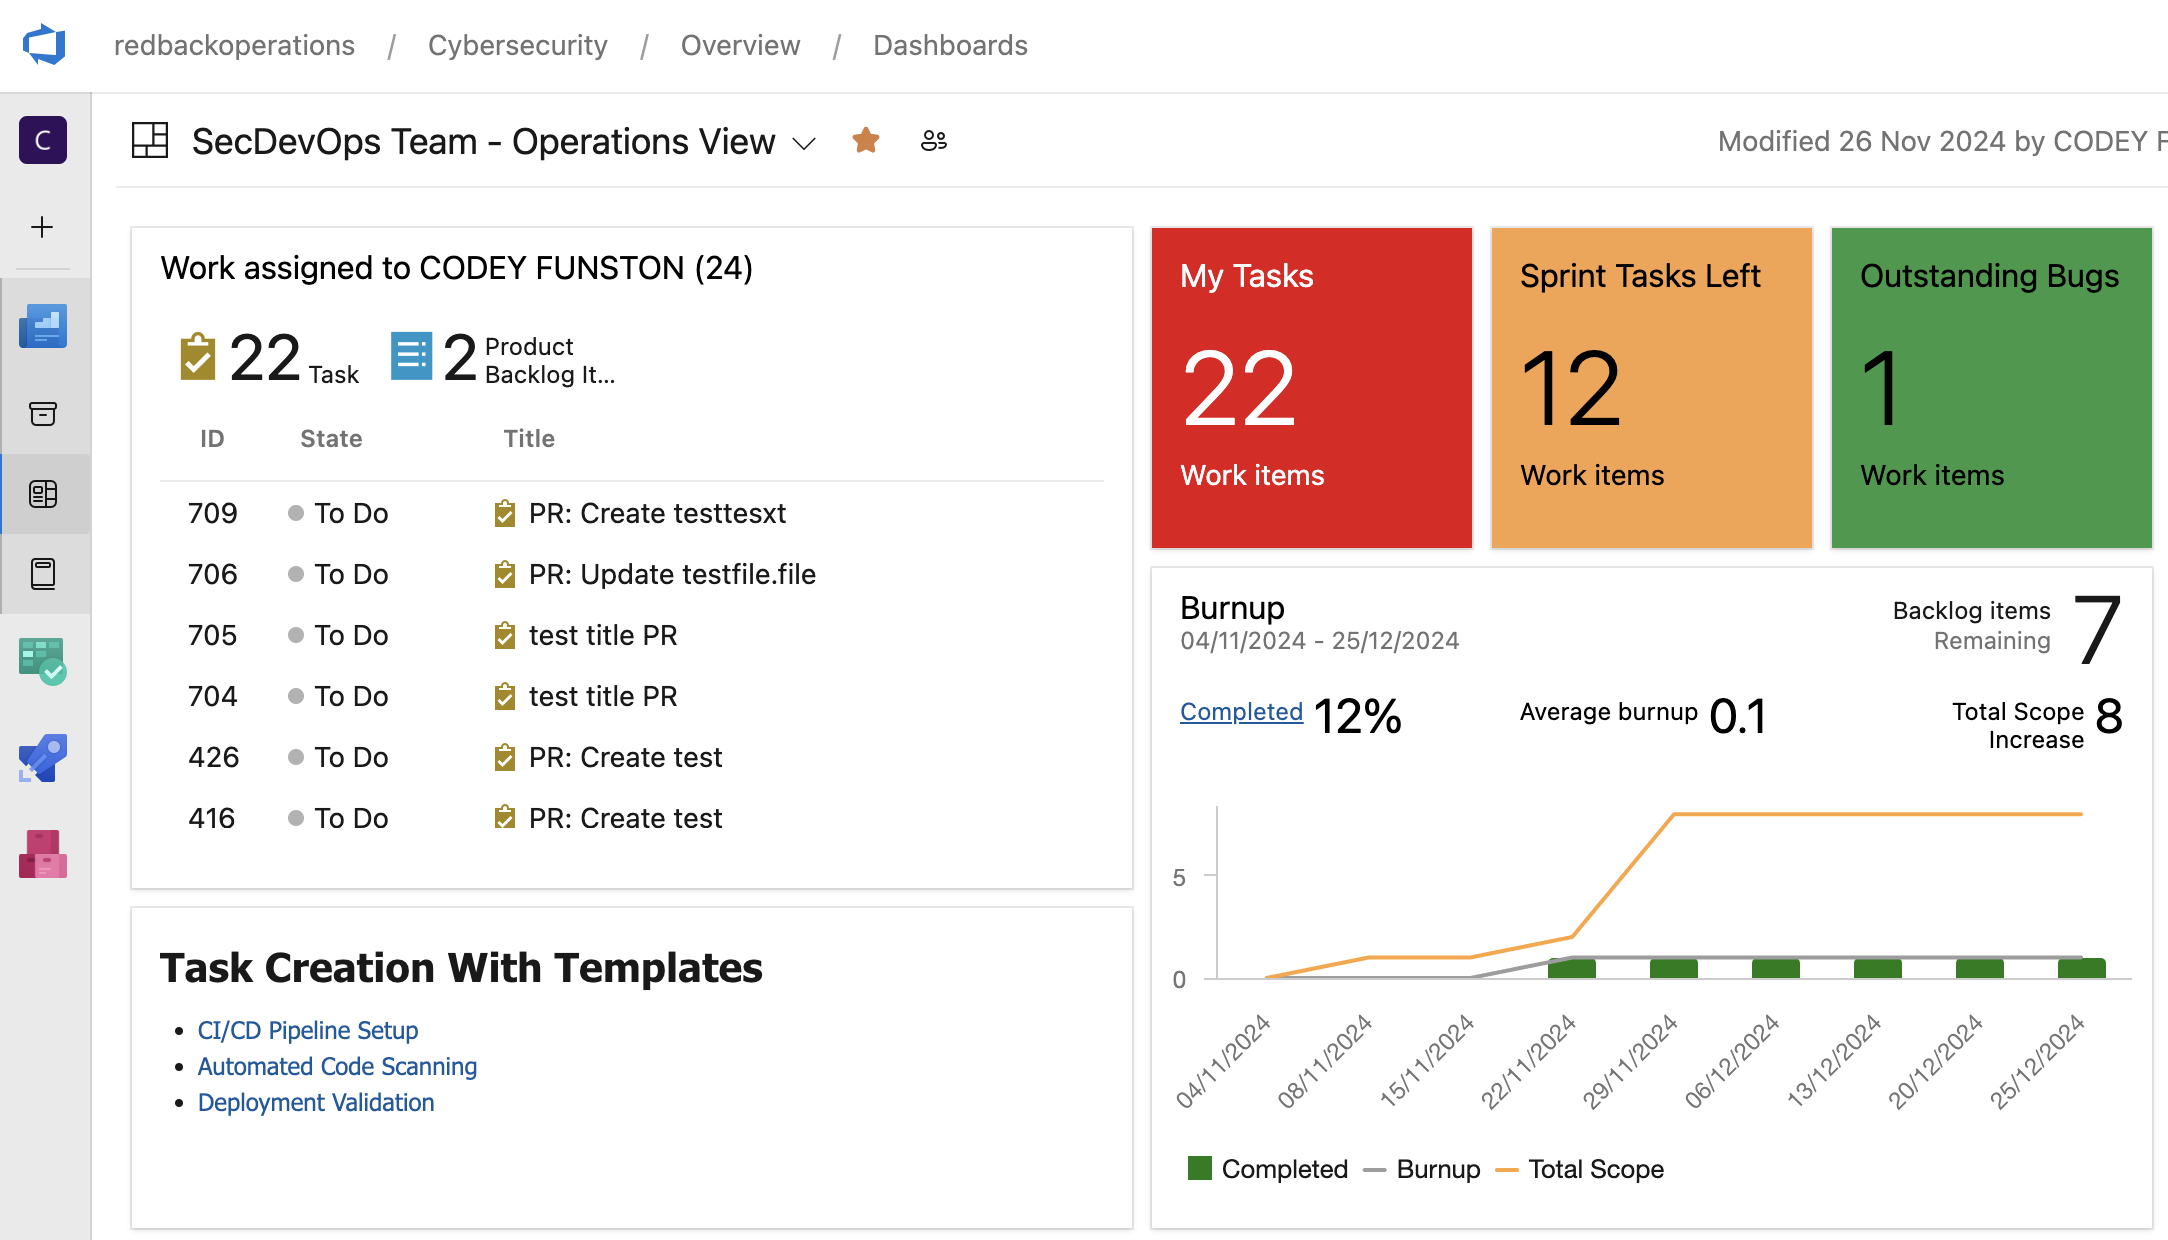 redbackoperations / Cybersecurity / Overview / Dashboards
C
SecDevOps Team - Operations View
Modified 26 Nov 2024 by CODEY F
Work assigned to CODEY FUNSTON (24)
22 Task
2 Product
Backlog It...
ID State Title
709 To Do PR: Create testtesxt
706 To Do PR: Update testfile.file
705 To Do test title PR
704 To Do test title PR
426 To Do PR: Create test
416 To Do PR: Create test
Task Creation With Templates
• CI/CD Pipeline Setup
• Automated Code Scanning
• Deployment Validation
My Tasks
22
Work items
Sprint Tasks Left
12
Work items
Outstanding Bugs
1
Work items
Burnup
04/11/2024 - 25/12/2024
Backlog items
Remaining
7
Completed 12%
Average burnup 0.1
Total Scope
Increase
8
5
0
04/11/2024
08/11/2024
15/11/2024
22/11/2024
29/11/2024
06/12/2024
13/12/2024
20/12/2024
25/12/2024
Completed Burnup Total Scope